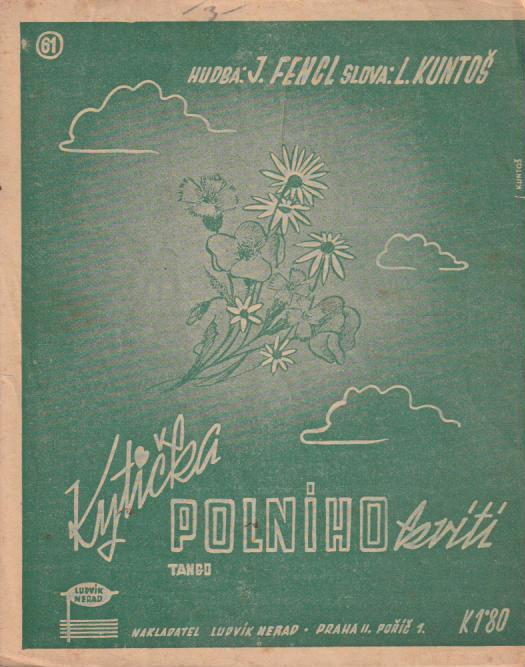 61
HUDBA: J. FENCL SLOVA: L. KUNTOŠ
KUNTOŠ
Kytička
POLNÍHO kvítí
TANGO
LUDVÍK
NERAD
NAKLADATEL LUDVÍK NERAD • PRAHA II. POŘÍČ 1.
K 1·80